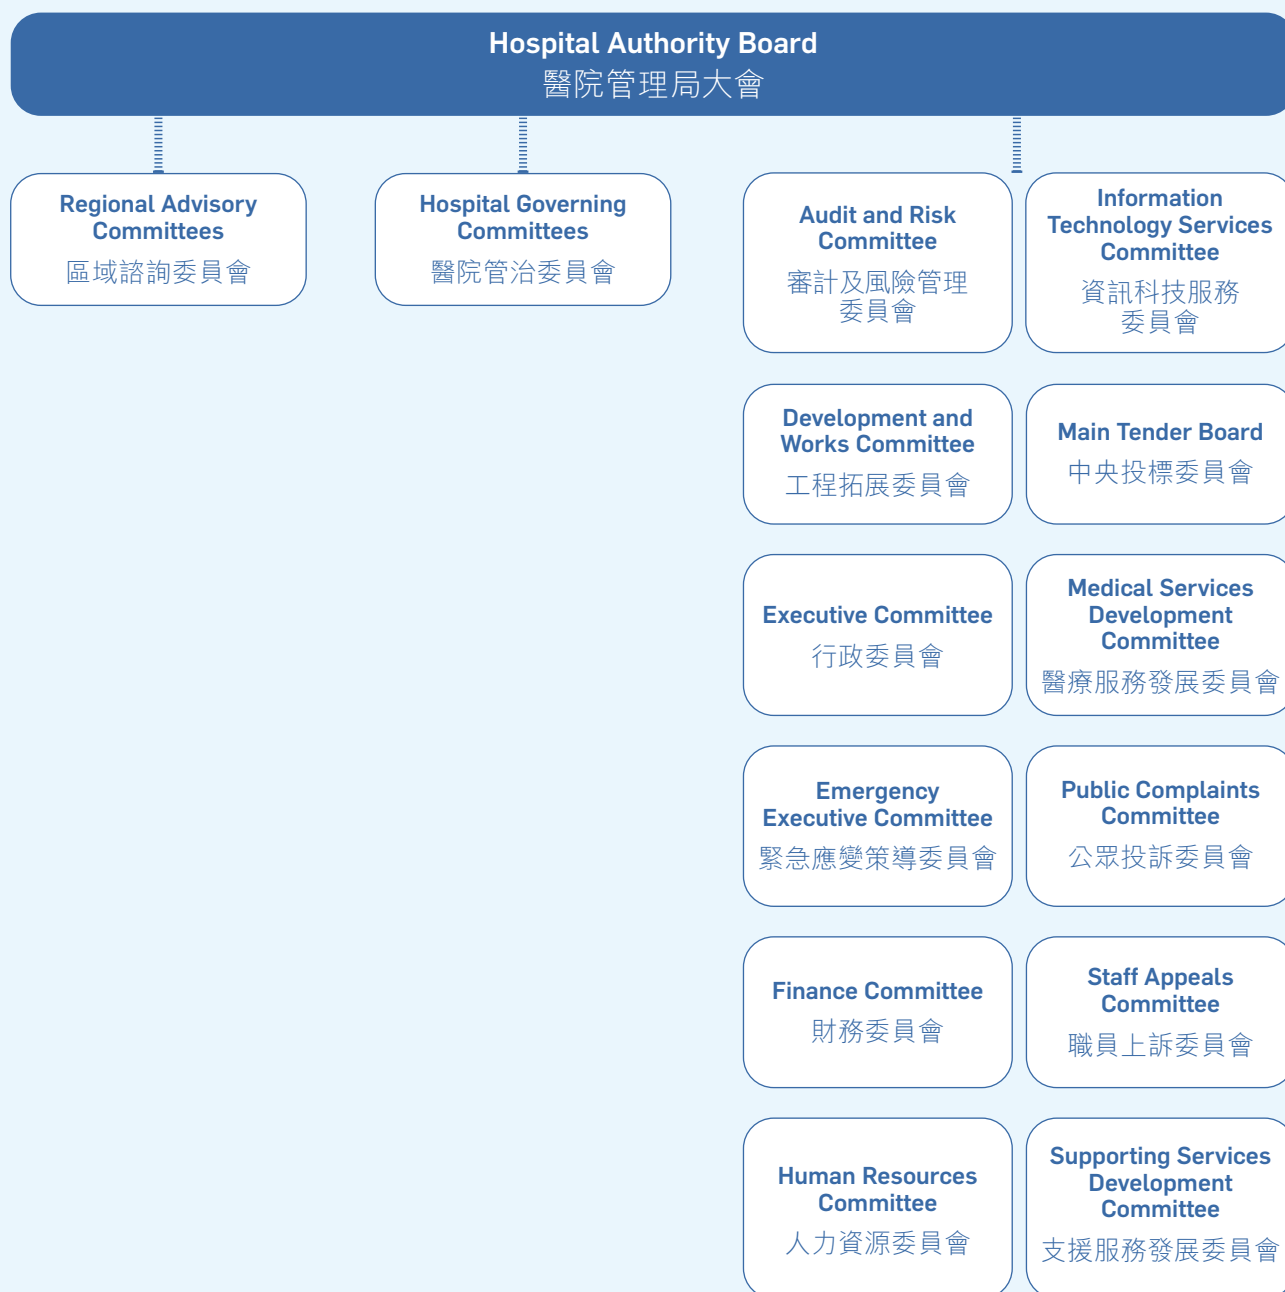 Hospital Authority Board
醫院管理局大會
Regional Advisory
Committees
區域諮詢委員會
Hospital Governing
Committees
醫院管治委員會
Audit and Risk
Committee
審計及風險管理
委員會
Information
Technology Services
Committee
資訊科技服務
委員會
Development and
Works Committee
工程拓展委員會
Main Tender Board
中央投標委員會
Executive Committee
行政委員會
Medical Services
Development
Committee
醫療服務發展委員會
Emergency
Executive Committee
緊急應變策導委員會
Public Complaints
Committee
公眾投訴委員會
Finance Committee
財務委員會
Staff Appeals
Committee
職員上訴委員會
Human Resources
Committee
人力資源委員會
Supporting Services
Development
Committee
支援服務發展委員會